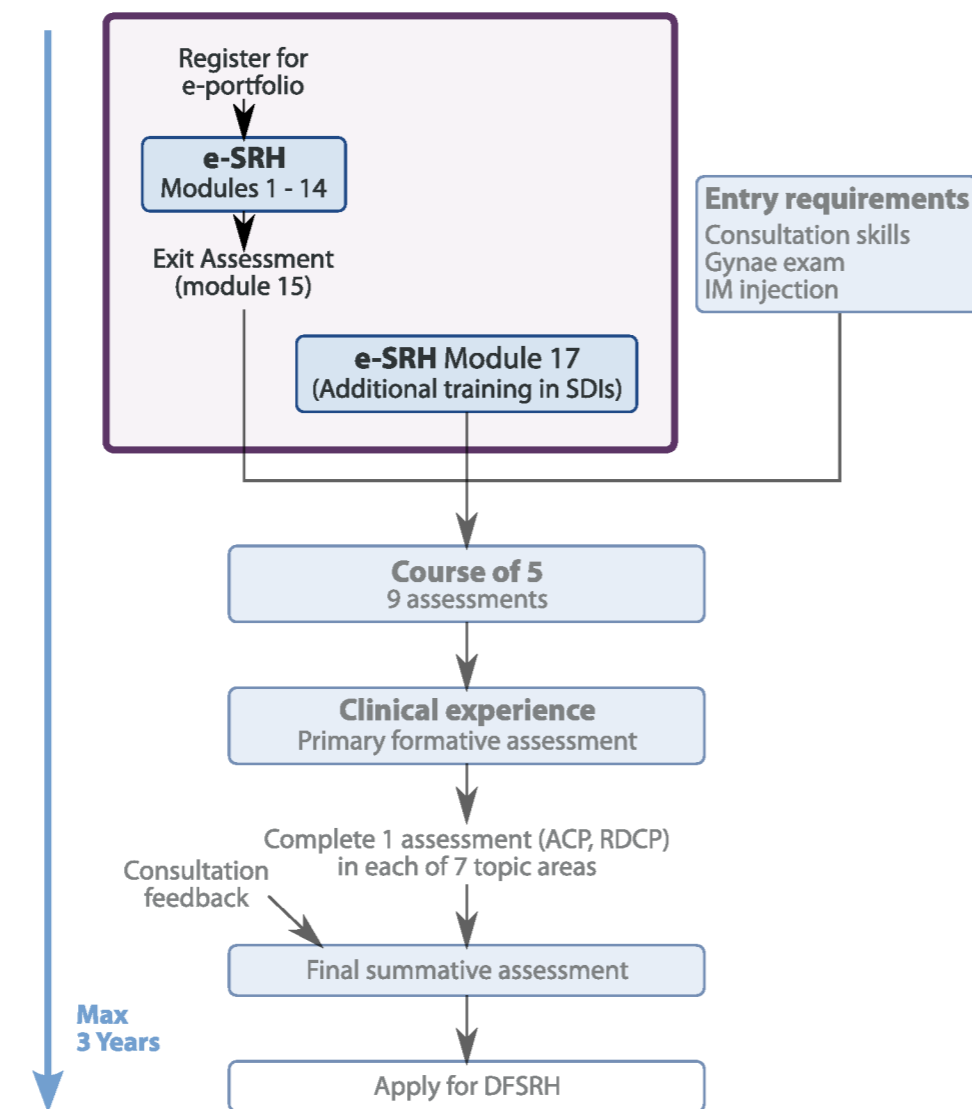 Register for
e-portfolio
e-SRH
Modules 1 - 14
Exit Assessment
(module 15)
e-SRH Module 17
(Additional training in SDIs)
Entry requirements
Consultation skills
Gynae exam
IM injection
Course of 5
9 assessments
Clinical experience
Primary formative assessment
Complete 1 assessment (ACP, RDCP)
in each of 7 topic areas
Consultation
feedback
Final summative assessment
Max
3 Years
Apply for DFSRH